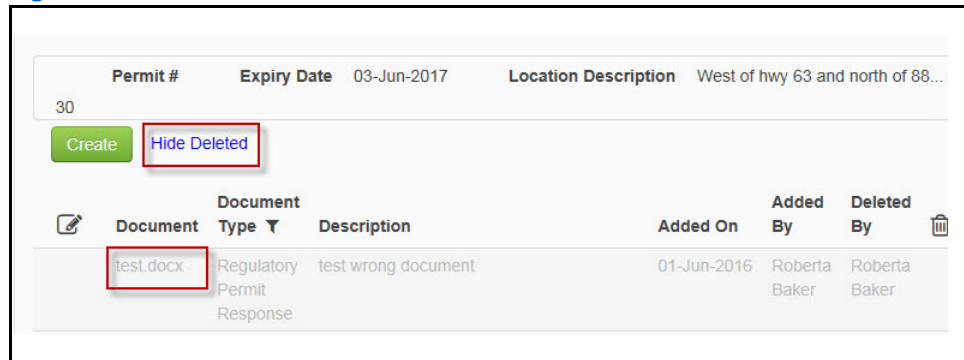 Permit # Expiry Date 03-Jun-2017 Location Description West of hwy 63 and north of 88...
30
Create Hide Deleted
Document Added Deleted
Document Type Description Added On By By
test.docx Regulatory test wrong document 01-Jun-2016 Roberta Roberta
Permit Baker Baker
Response